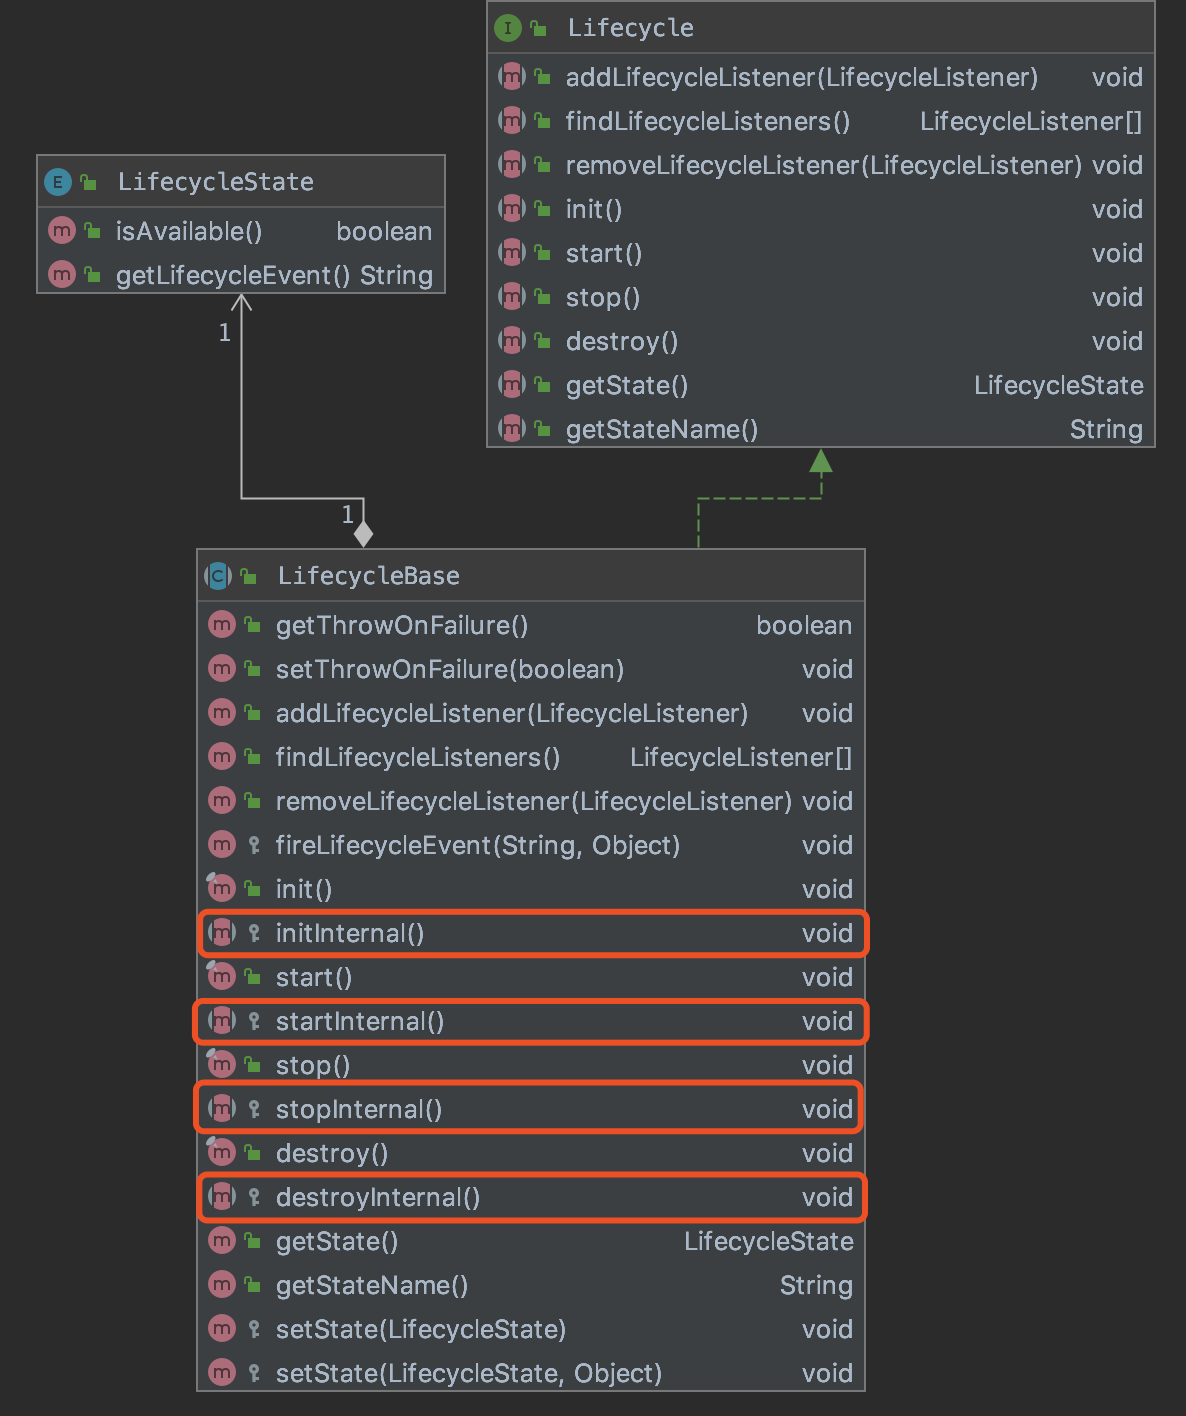 Lifecycle
addLifecycleListener(LifecycleListener) void
findLifecycleListeners() LifecycleListener[]
removeLifecycleListener(LifecycleListener) void
init() void
start() void
stop() void
destroy() void
getState() LifecycleState
getStateName() String
LifecycleState
isAvailable() boolean
getLifecycleEvent() String
1
1
LifecycleBase
getThrowOnFailure() boolean
setThrowOnFailure(boolean) void
addLifecycleListener(LifecycleListener) void
findLifecycleListeners() LifecycleListener[]
removeLifecycleListener(LifecycleListener) void
fireLifecycleEvent(String, Object) void
init() void
initInternal() void
start() void
startInternal() void
stop() void
stopInternal() void
destroy() void
destroyInternal() void
getState() LifecycleState
getStateName() String
setState(LifecycleState) void
setState(LifecycleState, Object) void